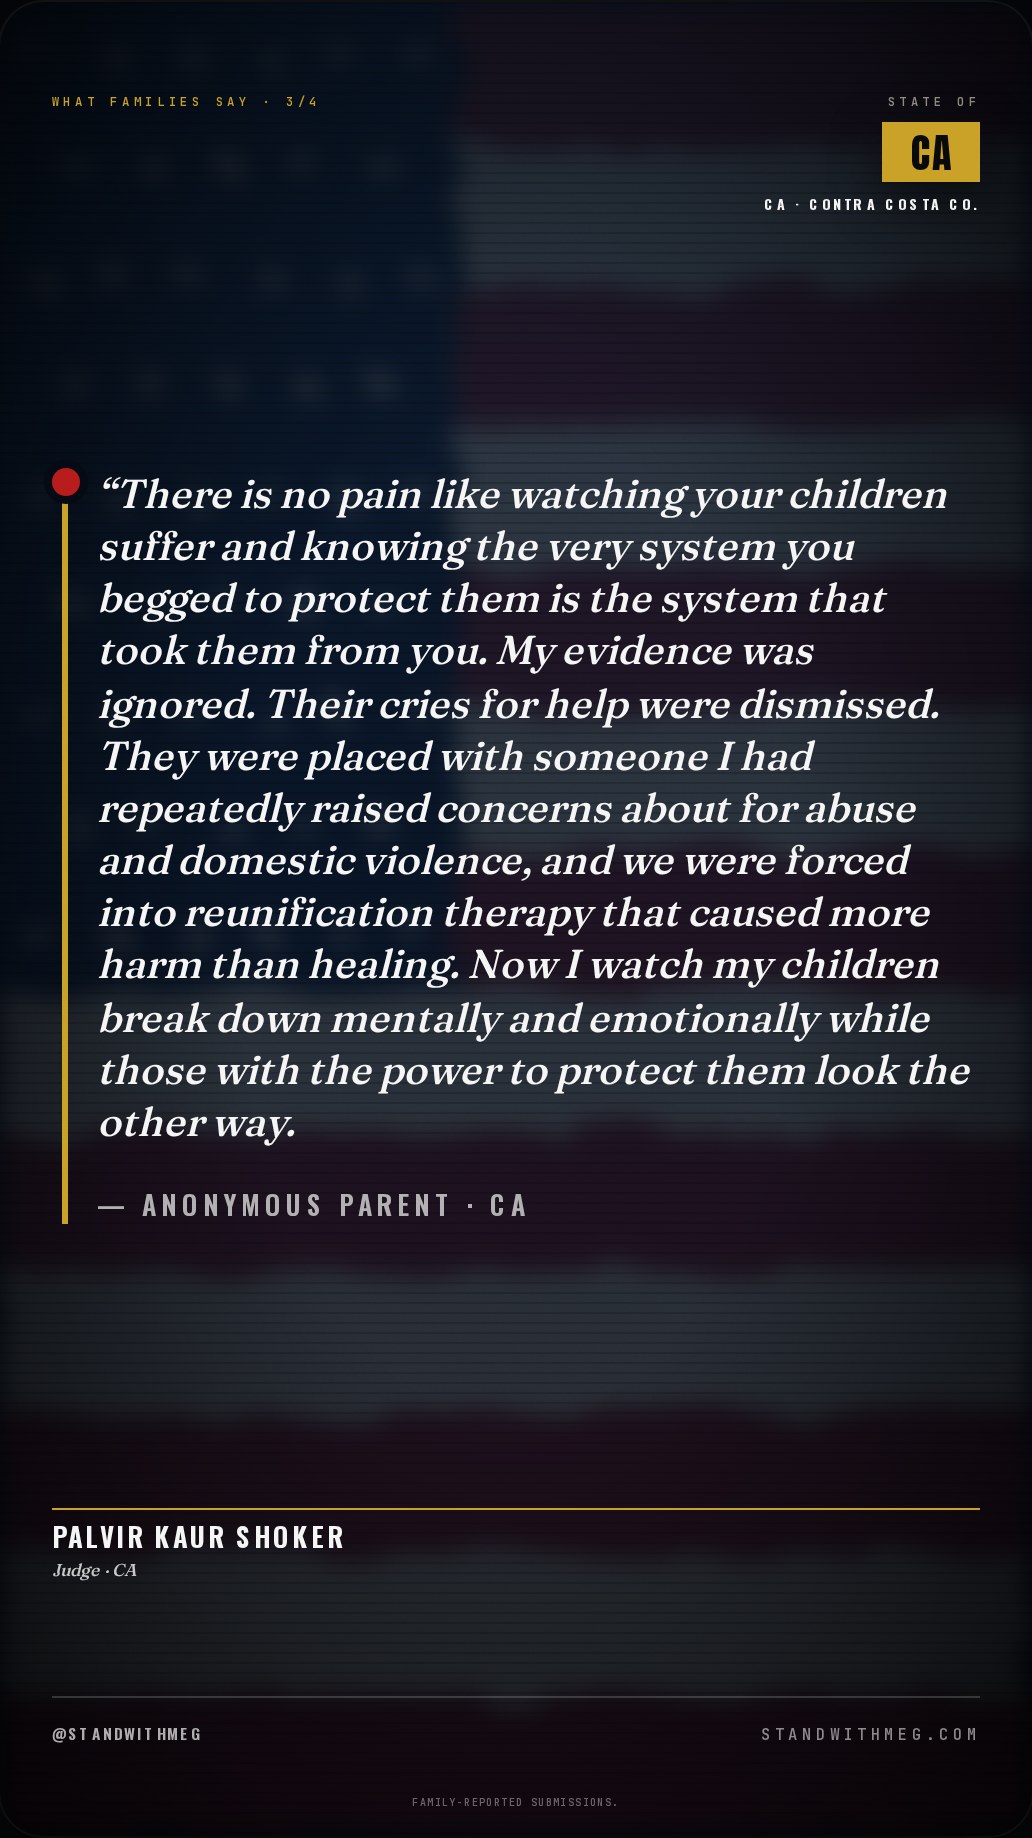 WHAT FAMILIES SAY · 3/4
STATE OF
CA
CA · CONTRA COSTA CO.
“There is no pain like watching your children
suffer and knowing the very system you
begged to protect them is the system that
took them from you. My evidence was
ignored. Their cries for help were dismissed.
They were placed with someone I had
repeatedly raised concerns about for abuse
and domestic violence, and we were forced
into reunification therapy that caused more
harm than healing. Now I watch my children
break down mentally and emotionally while
those with the power to protect them look the
other way.
— ANONYMOUS PARENT · CA
PALVIR KAUR SHOKER
Judge · CA
@STANDWITHMEG
STANDWITHMEG.COM
FAMILY-REPORTED SUBMISSIONS.